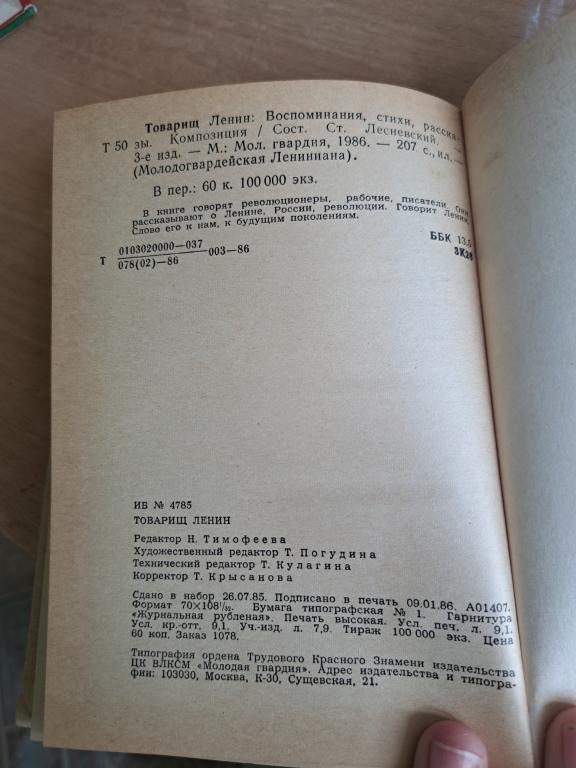 Товарищ Ленин: Воспоминания, стихи, расска-
Т 50 зы. Композиция / Сост. Ст. Лесневский. —
3-е изд. — М.: Мол. гвардия, 1986. — 207 с., ил. —
(Молодогвардейская Лениниана).
В пер.: 60 к. 100 000 экз.
В книге говорят революционеры, рабочие, писатели. Они
рассказывают о Ленине, России, революции. Говорит Ленин.
Слово его к нам, к будущим поколениям.
Т 0103020000—037
078(02)—86
003—86
ББК 13.5
3К26
ИБ № 4785
ТОВАРИЩ ЛЕНИН
Редактор Н. Тимофеева
Художественный редактор Т. Погудина
Технический редактор Т. Кулагина
Корректор Т. Крысанова
Сдано в набор 26.07.85. Подписано в печать 09.01.86. А01407.
Формат 70×108¹/₃₂. Бумага типографская № 1. Гарнитура
«Журнальная рубленая». Печать высокая. Усл. печ. л. 9,1.
Усл. кр.-отт. 9,1. Уч.-изд. л. 7,9. Тираж 100 000 экз. Цена
60 коп. Заказ 1078.
Типография ордена Трудового Красного Знамени издательства
ЦК ВЛКСМ «Молодая гвардия». Адрес издательства и типогра-
фии: 103030, Москва, К-30, Сущевская, 21.